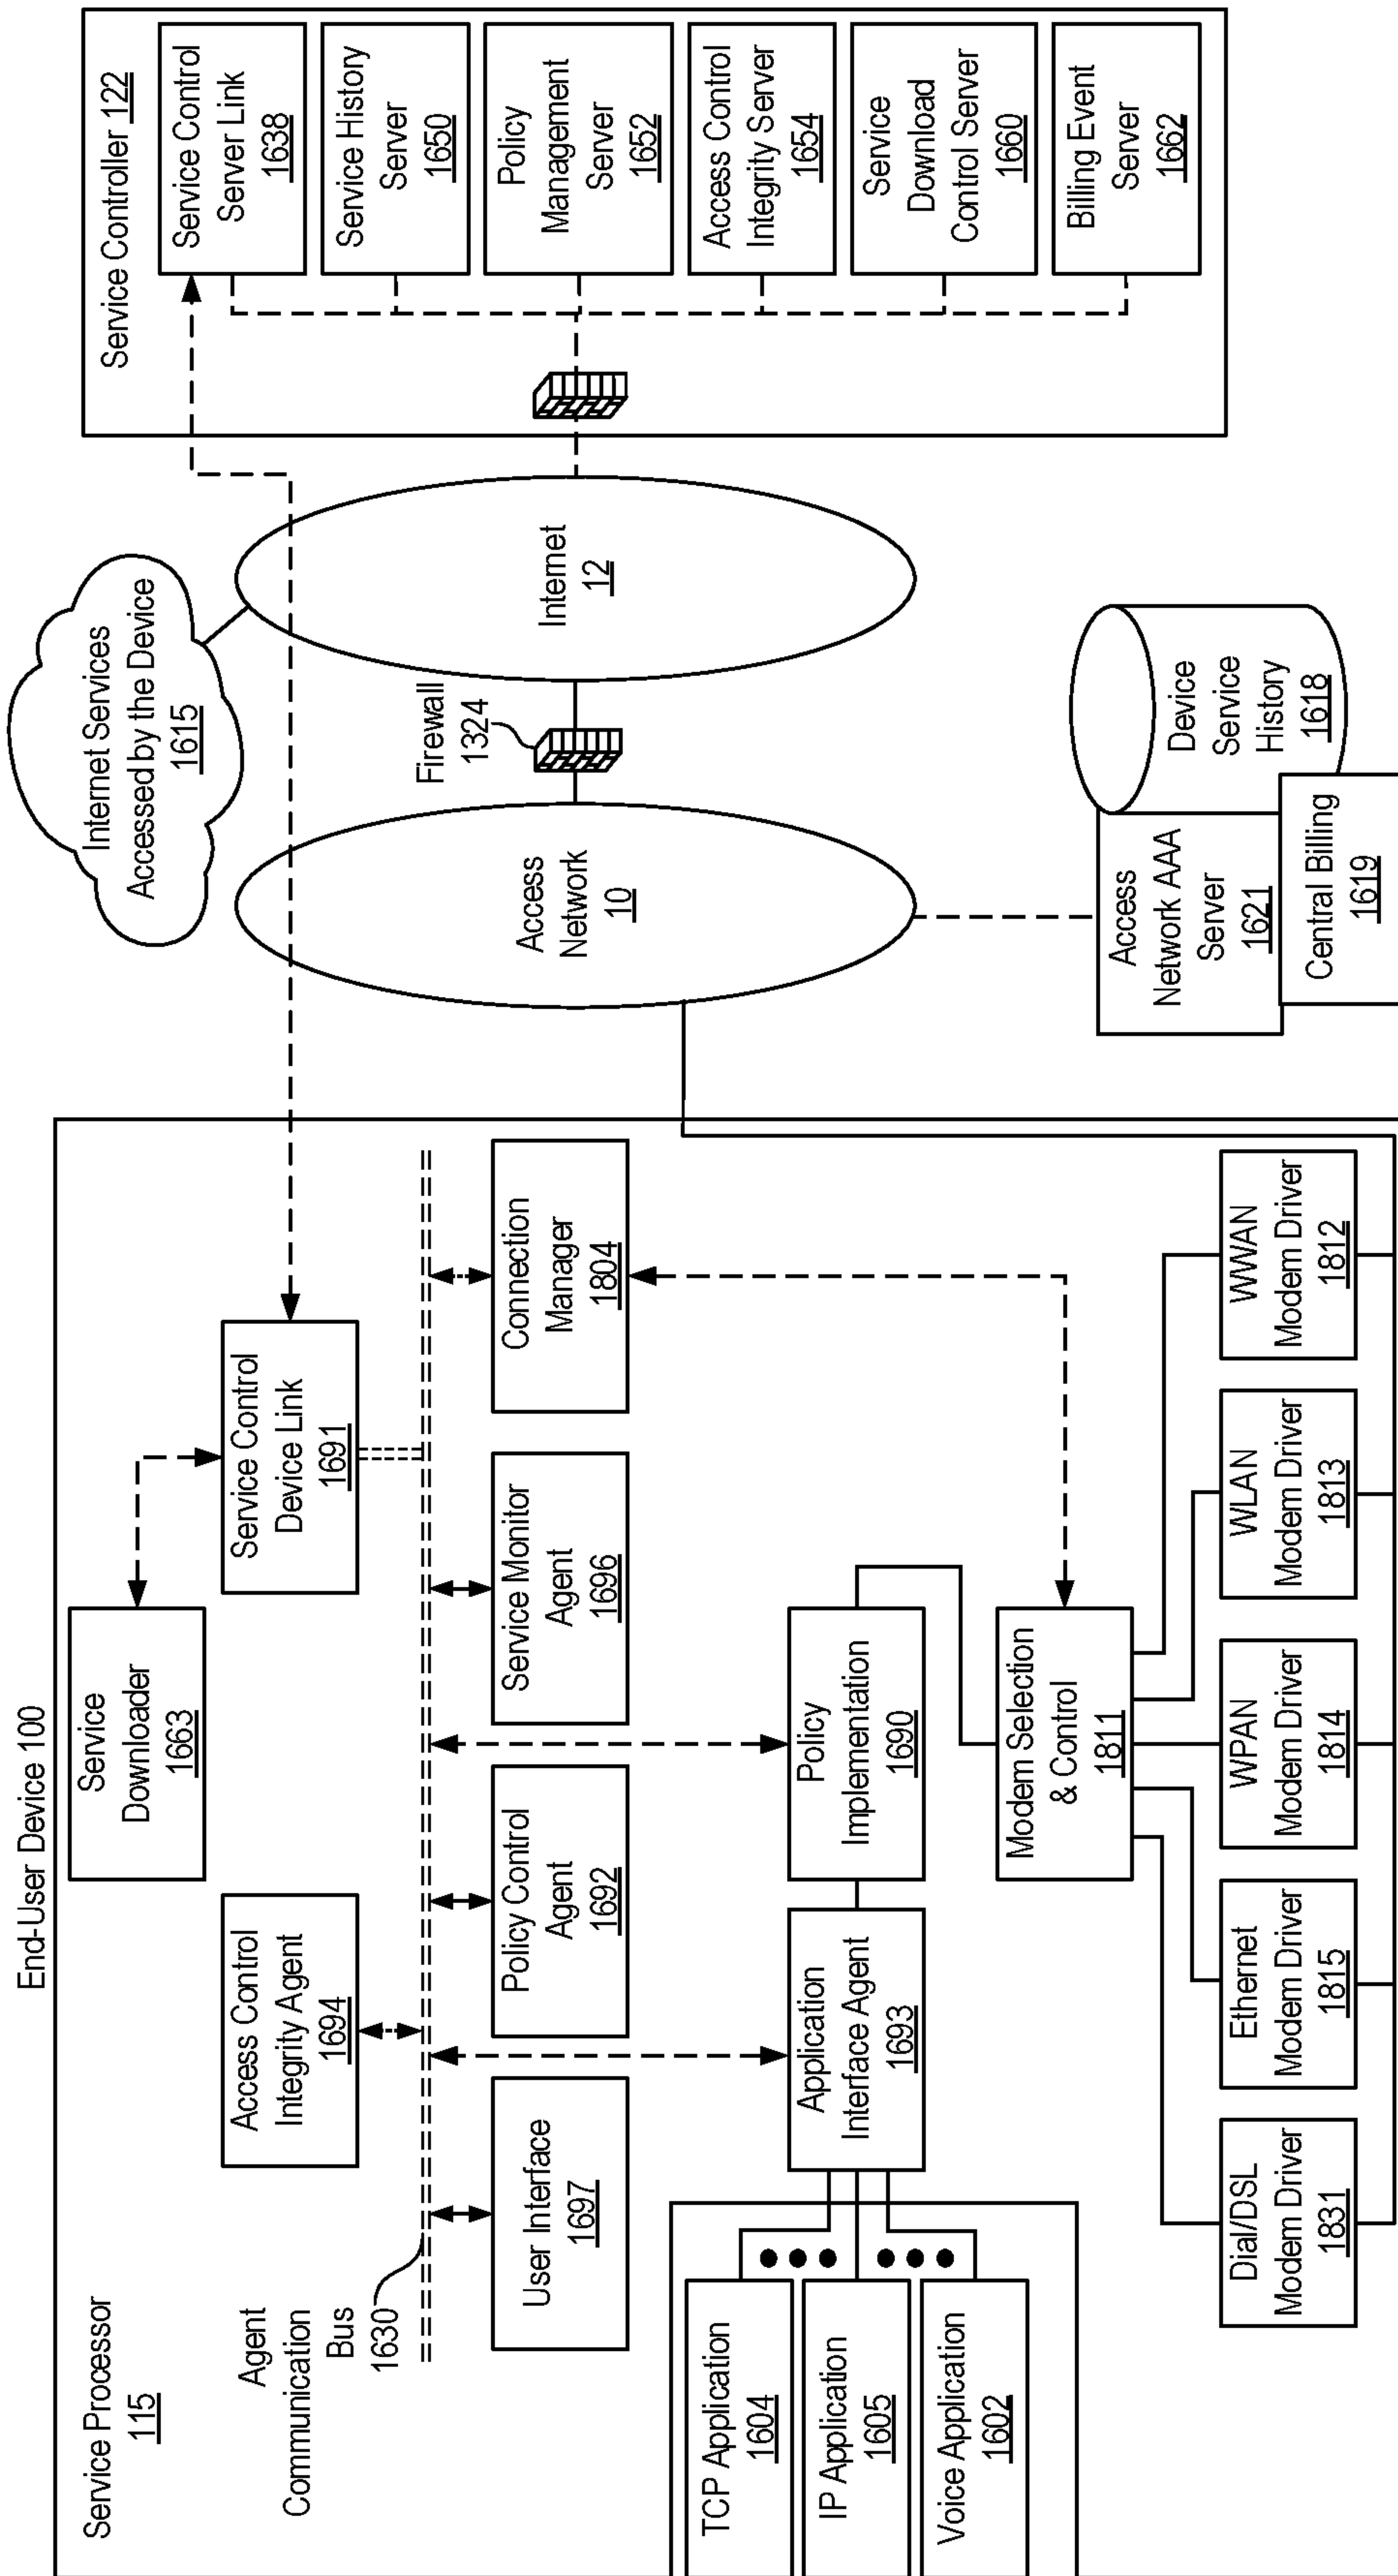 End-User Device 100
Service Processor
115
Agent
Communication
Bus
1630
Access Control
Integrity Agent
1694
Service
Downloader
1663
Service Control
Device Link
1691
User Interface
1697
Policy Control
Agent
1692
Service Monitor
Agent
1696
Connection
Manager
1804
TCP Application
1604
IP Application
1605
Voice Application
1602
Application
Interface Agent
1693
Policy
Implementation
1690
Modem Selection
& Control
1811
Dial/DSL
Modem Driver
1831
Ethernet
Modem Driver
1815
WPAN
Modem Driver
1814
WLAN
Modem Driver
1813
WWAN
Modem Driver
1812
Internet Services
Accessed by the Device
1615
Access
Network
10
Firewall
1324
Internet
12
Access
Network AAA
Server
1621
Device
Service
History
1618
Central Billing
1619
Service Controller 122
Service Control
Server Link
1638
Service History
Server
1650
Policy
Management
Server
1652
Access Control
Integrity Server
1654
Service
Download
Control Server
1660
Billing Event
Server
1662